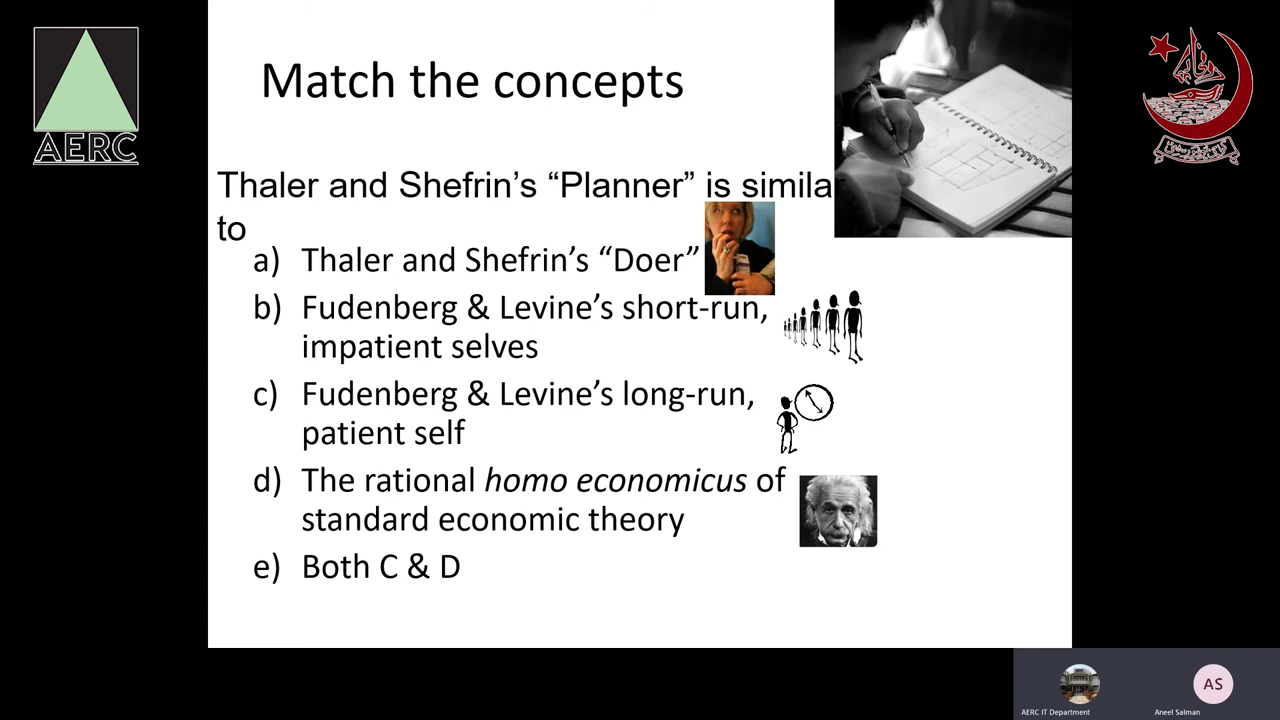 AERC
Match the concepts
Thaler and Shefrin’s “Planner” is simila
to
a) Thaler and Shefrin’s “Doer”
b) Fudenberg & Levine’s short-run,
impatient selves
c) Fudenberg & Levine’s long-run,
patient self
d) The rational homo economicus of
standard economic theory
e) Both C & D
AS
AERC IT Department
Aneel Salman